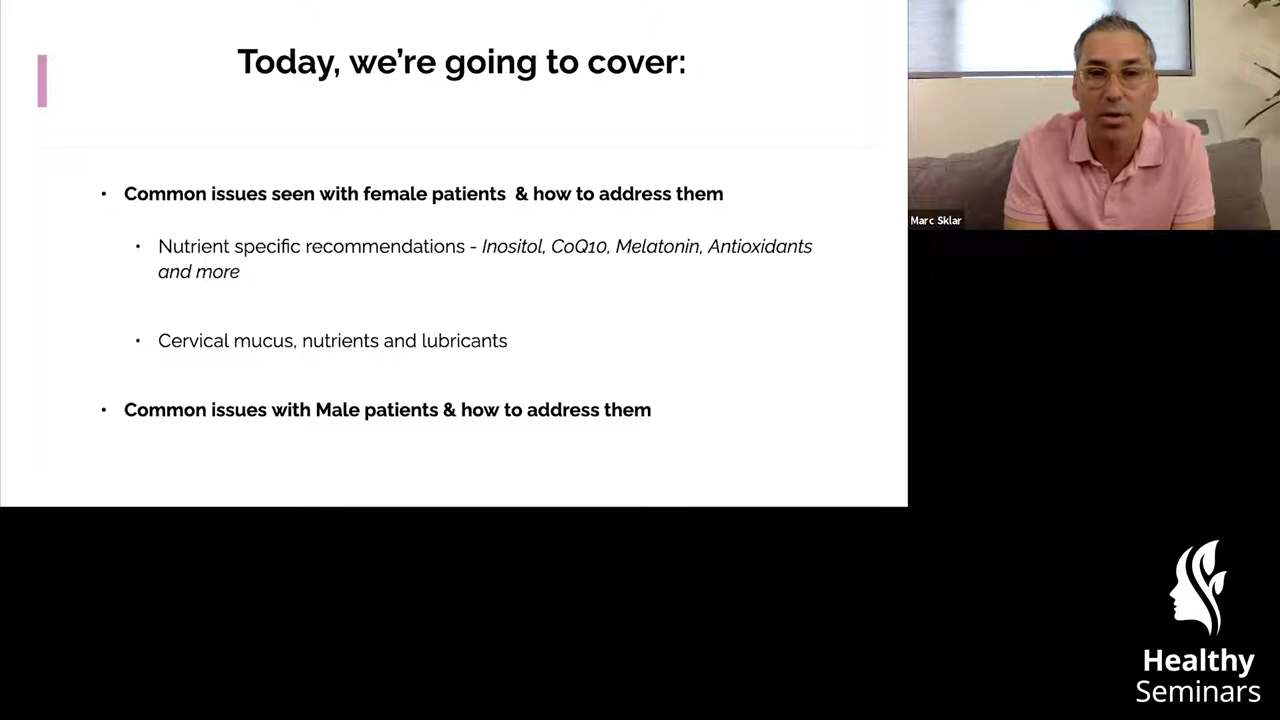 Today, we're going to cover:
• Common issues seen with female patients & how to address them
• Nutrient specific recommendations - Inositol, CoQ10, Melatonin, Antioxidants
and more
• Cervical mucus, nutrients and lubricants
• Common issues with Male patients & how to address them
Marc Sklar
Healthy
Seminars